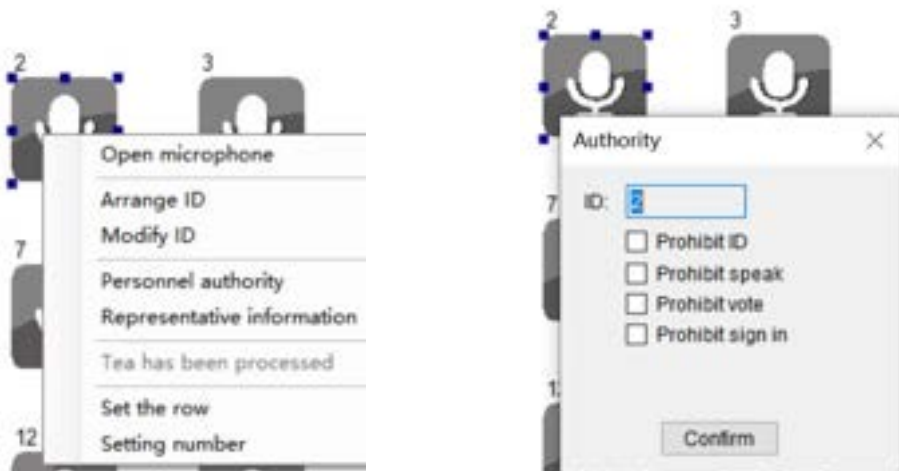 2
3
Open microphone
Arrange ID
Modify ID
7
Personnel authority
Representative information
Tea has been processed
Set the row
12
Setting number
2
3
Authority
ID: 2
7
Prohibit ID
Prohibit speak
Prohibit vote
Prohibit sign in
Confirm